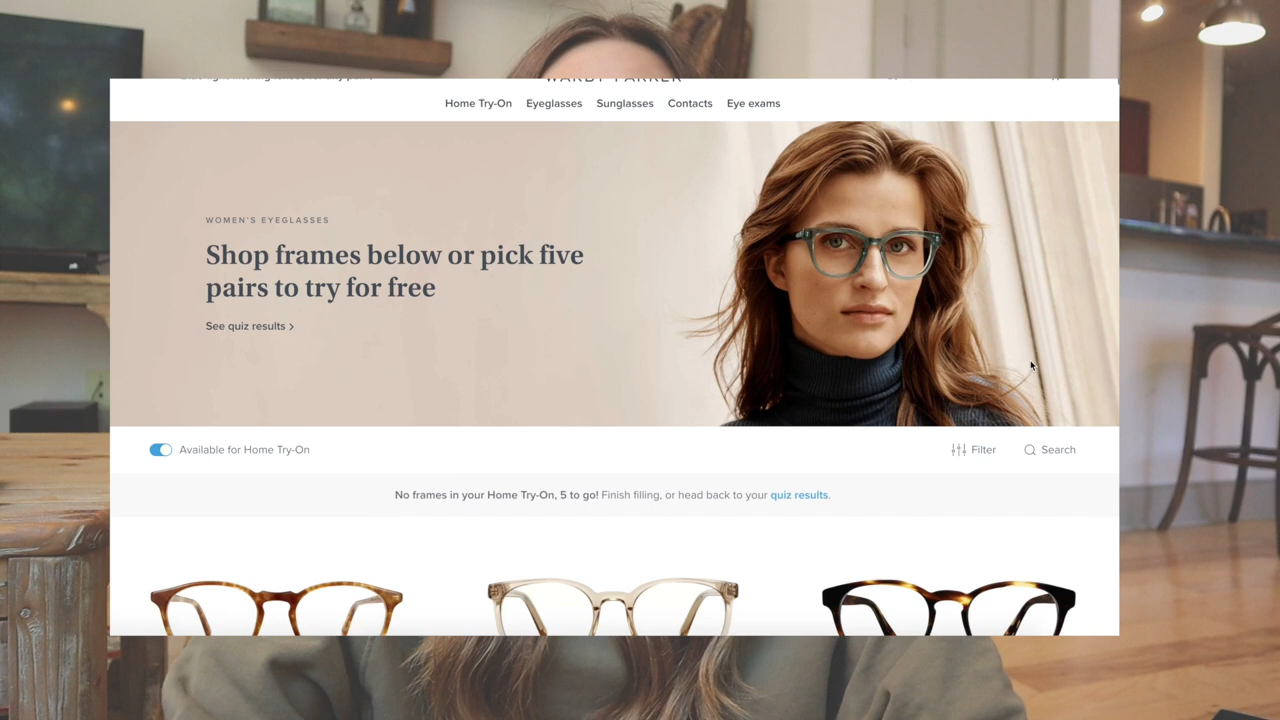 WARBY PARKER
Home Try-On Eyeglasses Sunglasses Contacts Eye exams
WOMEN'S EYEGLASSES
Shop frames below or pick five
pairs to try for free
See quiz results
Available for Home Try-On
Filter
Search
No frames in your Home Try-On, 5 to go! Finish filling, or head back to your quiz results.